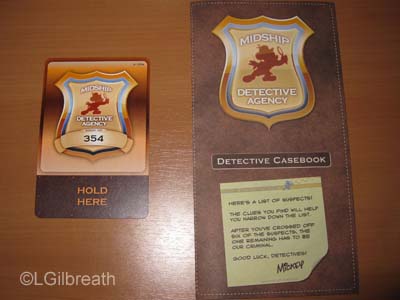 MIDSHIP
DETECTIVE
AGENCY
354
HOLD
HERE
MIDSHIP
DETECTIVE
AGENCY
DETECTIVE CASEBOOK
HERE'S A LIST OF SUSPECTS!
THE CLUES YOU FIND WILL HELP
YOU NARROW DOWN THE LIST.
AFTER YOU'VE CROSSED OFF
SIX OF THE SUSPECTS, THE
ONE REMAINING HAS TO BE
OUR CRIMINAL.
GOOD LUCK, DETECTIVES!
MICKEY
©LGilbreath